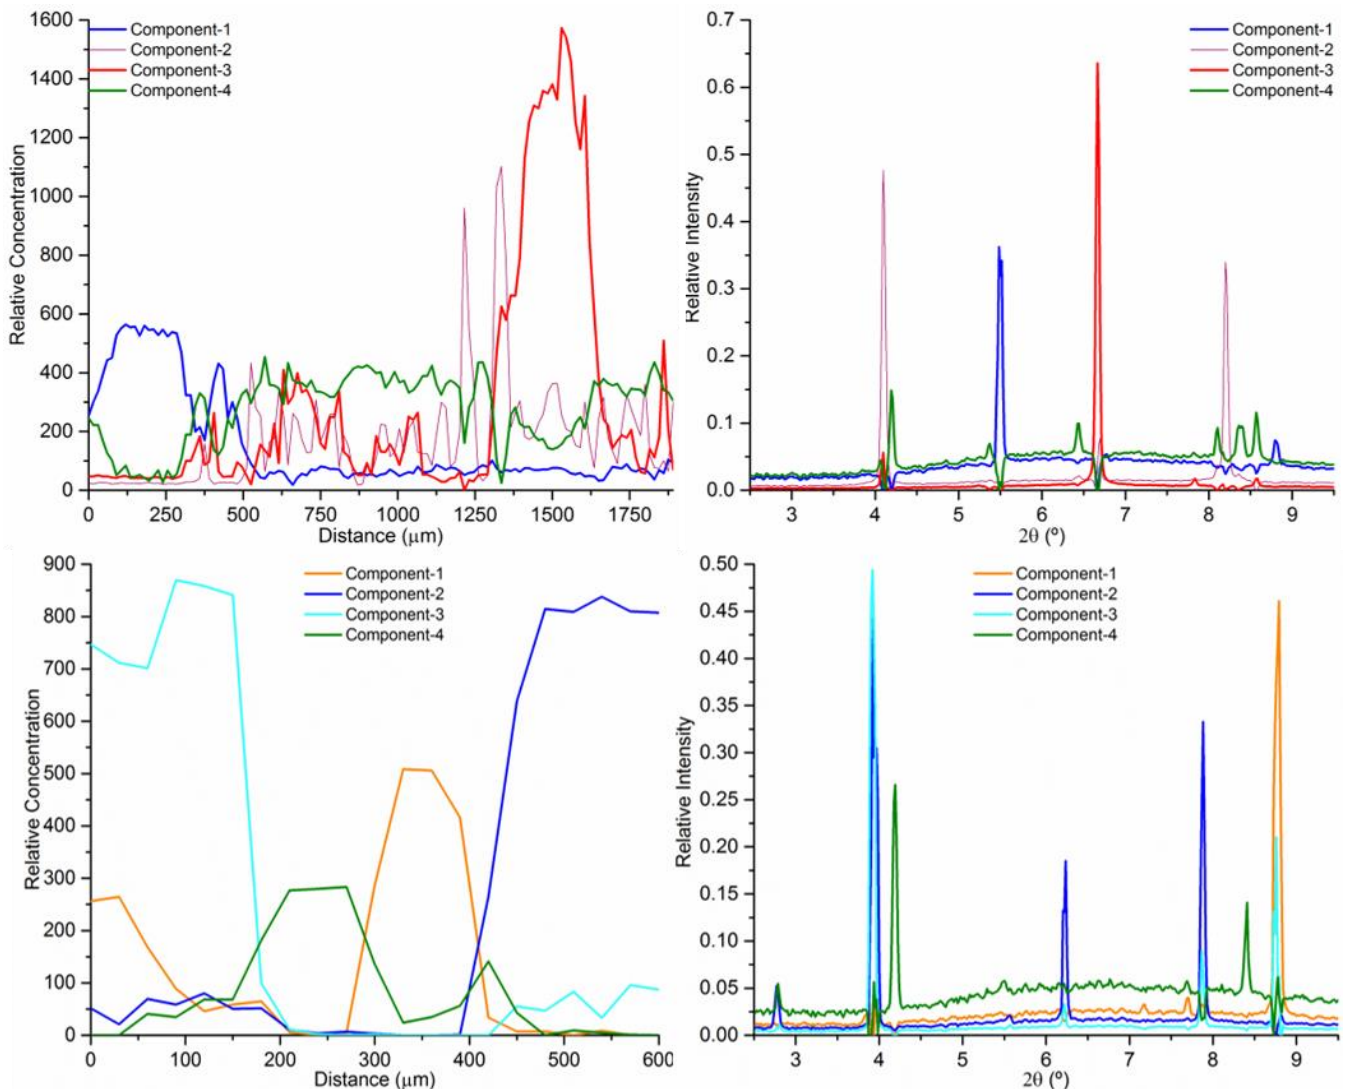 1600
1400
1200
1000
800
600
400
200
0
Relative Concentration
Component-1
Component-2
Component-3
Component-4
0 250 500 750 1000 1250 1500 1750
Distance (μm)
0.7
0.6
0.5
0.4
0.3
0.2
0.1
0.0
Relative Intensity
Component-1
Component-2
Component-3
Component-4
3 4 5 6 7 8 9
2θ (º)
900
800
700
600
500
400
300
200
100
0
Relative Concentration
Component-1
Component-2
Component-3
Component-4
0 100 200 300 400 500 600
Distance (μm)
0.50
0.45
0.40
0.35
0.30
0.25
0.20
0.15
0.10
0.05
0.00
Relative Intensity
Component-1
Component-2
Component-3
Component-4
3 4 5 6 7 8 9
2θ (º)